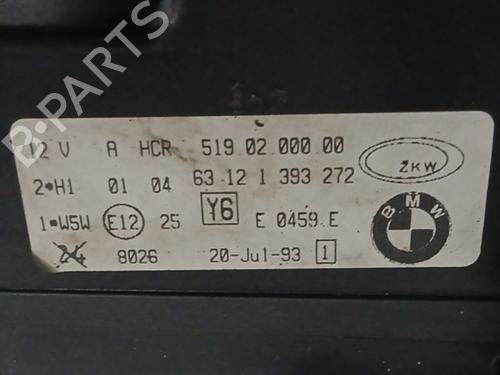 12 V A HCR 519.02.000.00 ZKW
2*H1 01 04 63.12 1 393 272
1*W5W E12 25 Y6 E 0459 E BMW
24 8026 20-Jul-93 1
B-PARTS